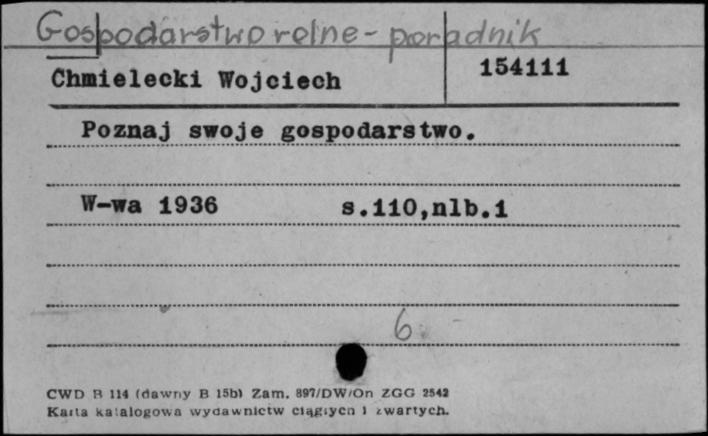 Gospodarstwo rolne - poradnik
Chmielecki Wojciech 154111
Poznaj swoje gospodarstwo.
W-wa 1936 s.110,nlb.1
6.
CWD B 114 (dawny B 15b) Zam. 897/DW/On ZGG 2542
Karta katalogowa wydawnictw ciągłych i zwartych.